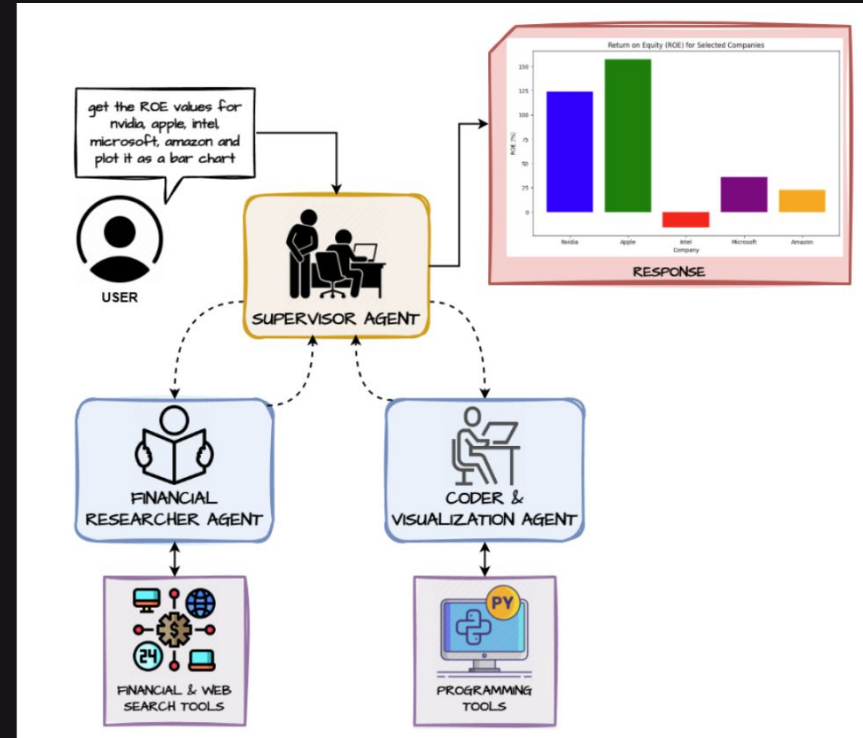 get the ROE values for
nvidia, apple, intel,
microsoft, amazon and
plot it as a bar chart
USER
SUPERVISOR AGENT
Return on Equity (ROE) for Selected Companies
ROE (%)
150
125
100
75
50
25
0
Nvidia
Apple
Intel
Microsoft
Amazon
Company
RESPONSE
FINANCIAL
RESEARCHER AGENT
CODER &
VISUALIZATION AGENT
24
$
FINANCIAL & WEB
SEARCH TOOLS
PY
PROGRAMMING
TOOLS